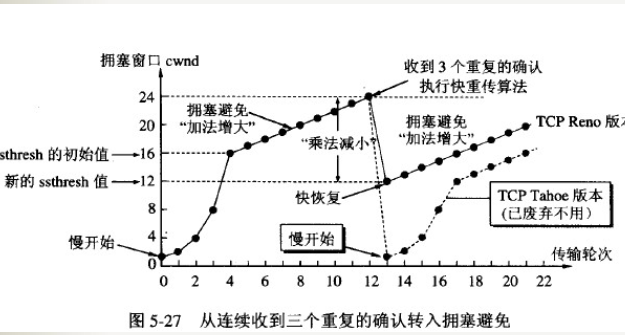 拥塞窗口 cwnd
收到 3 个重复的确认
执行快重传算法
24
拥塞避免
“加法增大”
拥塞避免
“加法增大”
TCP Reno 版
20
“乘法减小”
ssthresh 的初始值
16
新的 ssthresh 值
12
快恢复
TCP Tahoe 版本
(已废弃不用)
8
慢开始
慢开始
4
传输轮次
0
0 2 4 6 8 10 12 14 16 18 20 22
图 5-27 从连续收到三个重复的确认转入拥塞避免